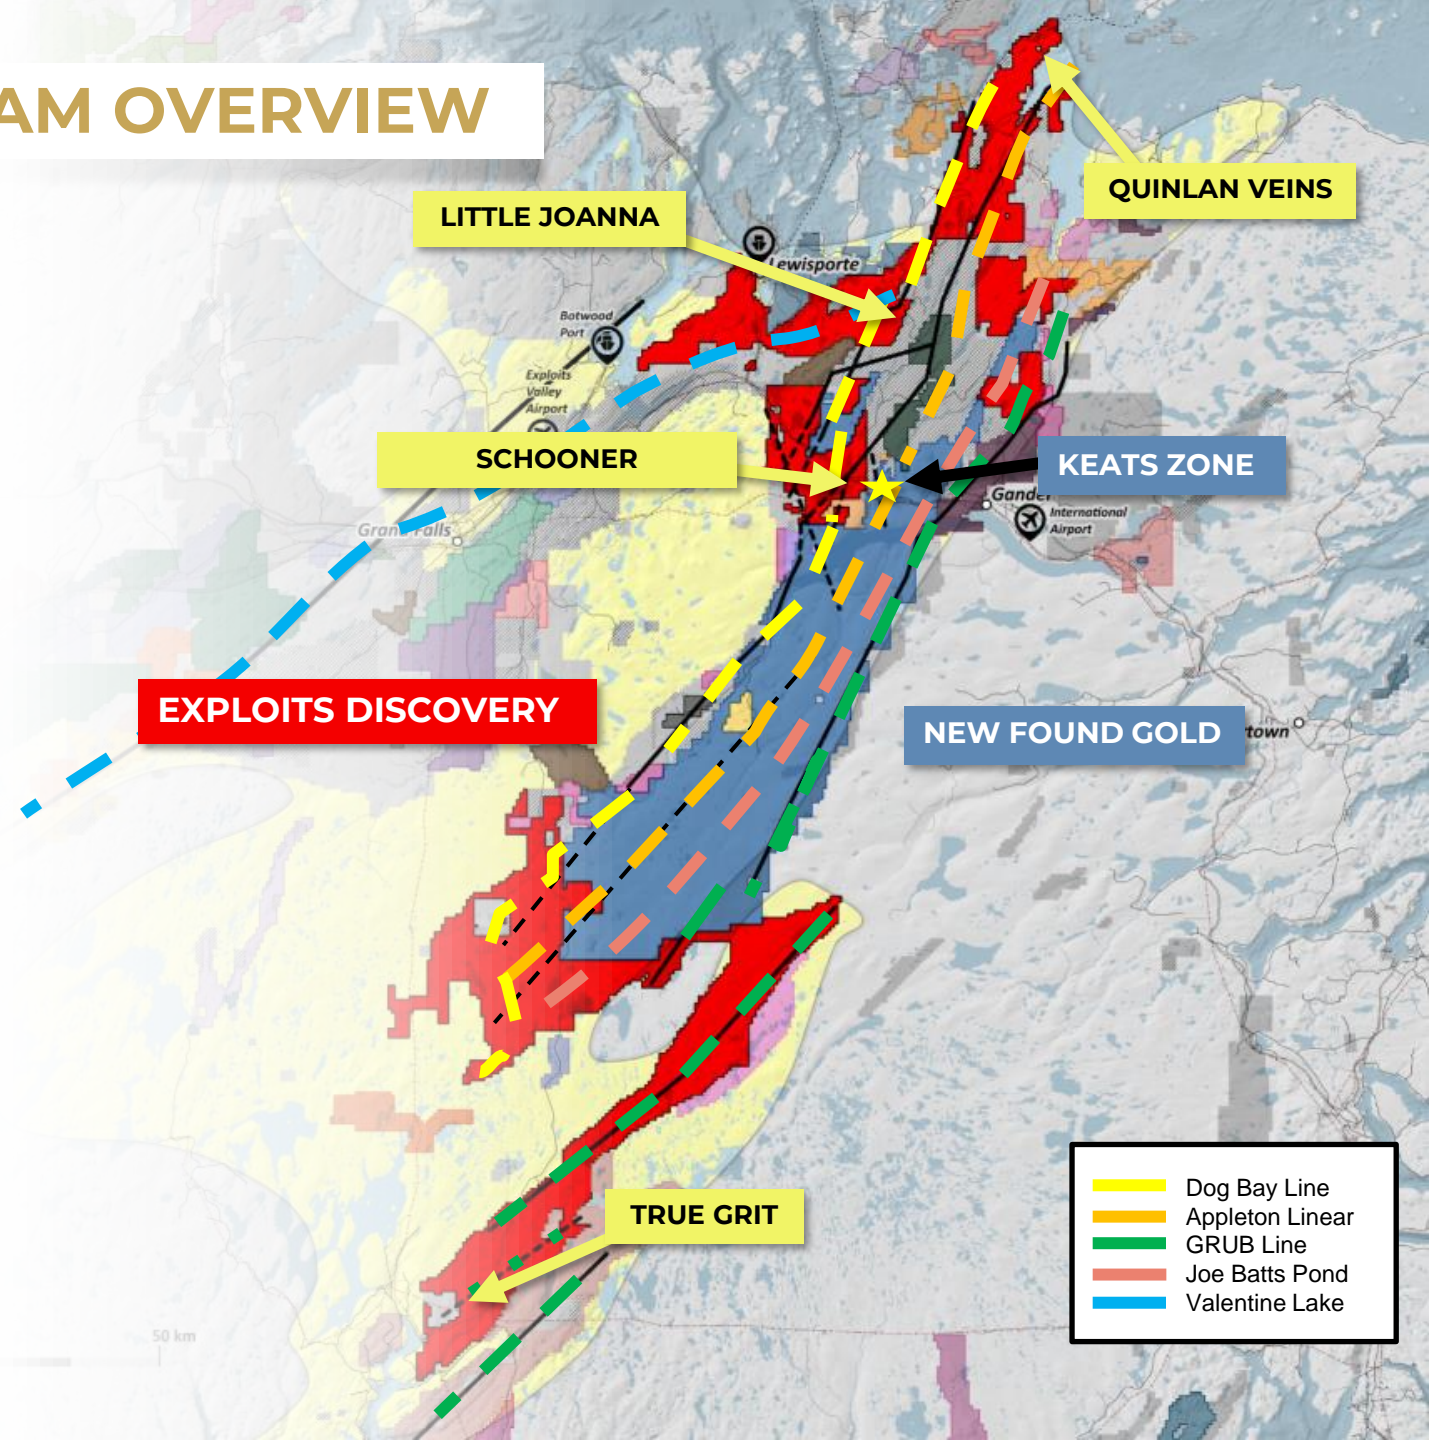 AM OVERVIEW
QUINLAN VEINS
LITTLE JOANNA
Lewisporte
Botwood
Port
Exploits
Valley
Airport
SCHOONER
KEATS ZONE
Gander
International
Airport
Grand Falls
EXPLOITS DISCOVERY
NEW FOUND GOLD
rtown
TRUE GRIT
Dog Bay Line
Appleton Linear
GRUB Line
Joe Batts Pond
Valentine Lake
50 km